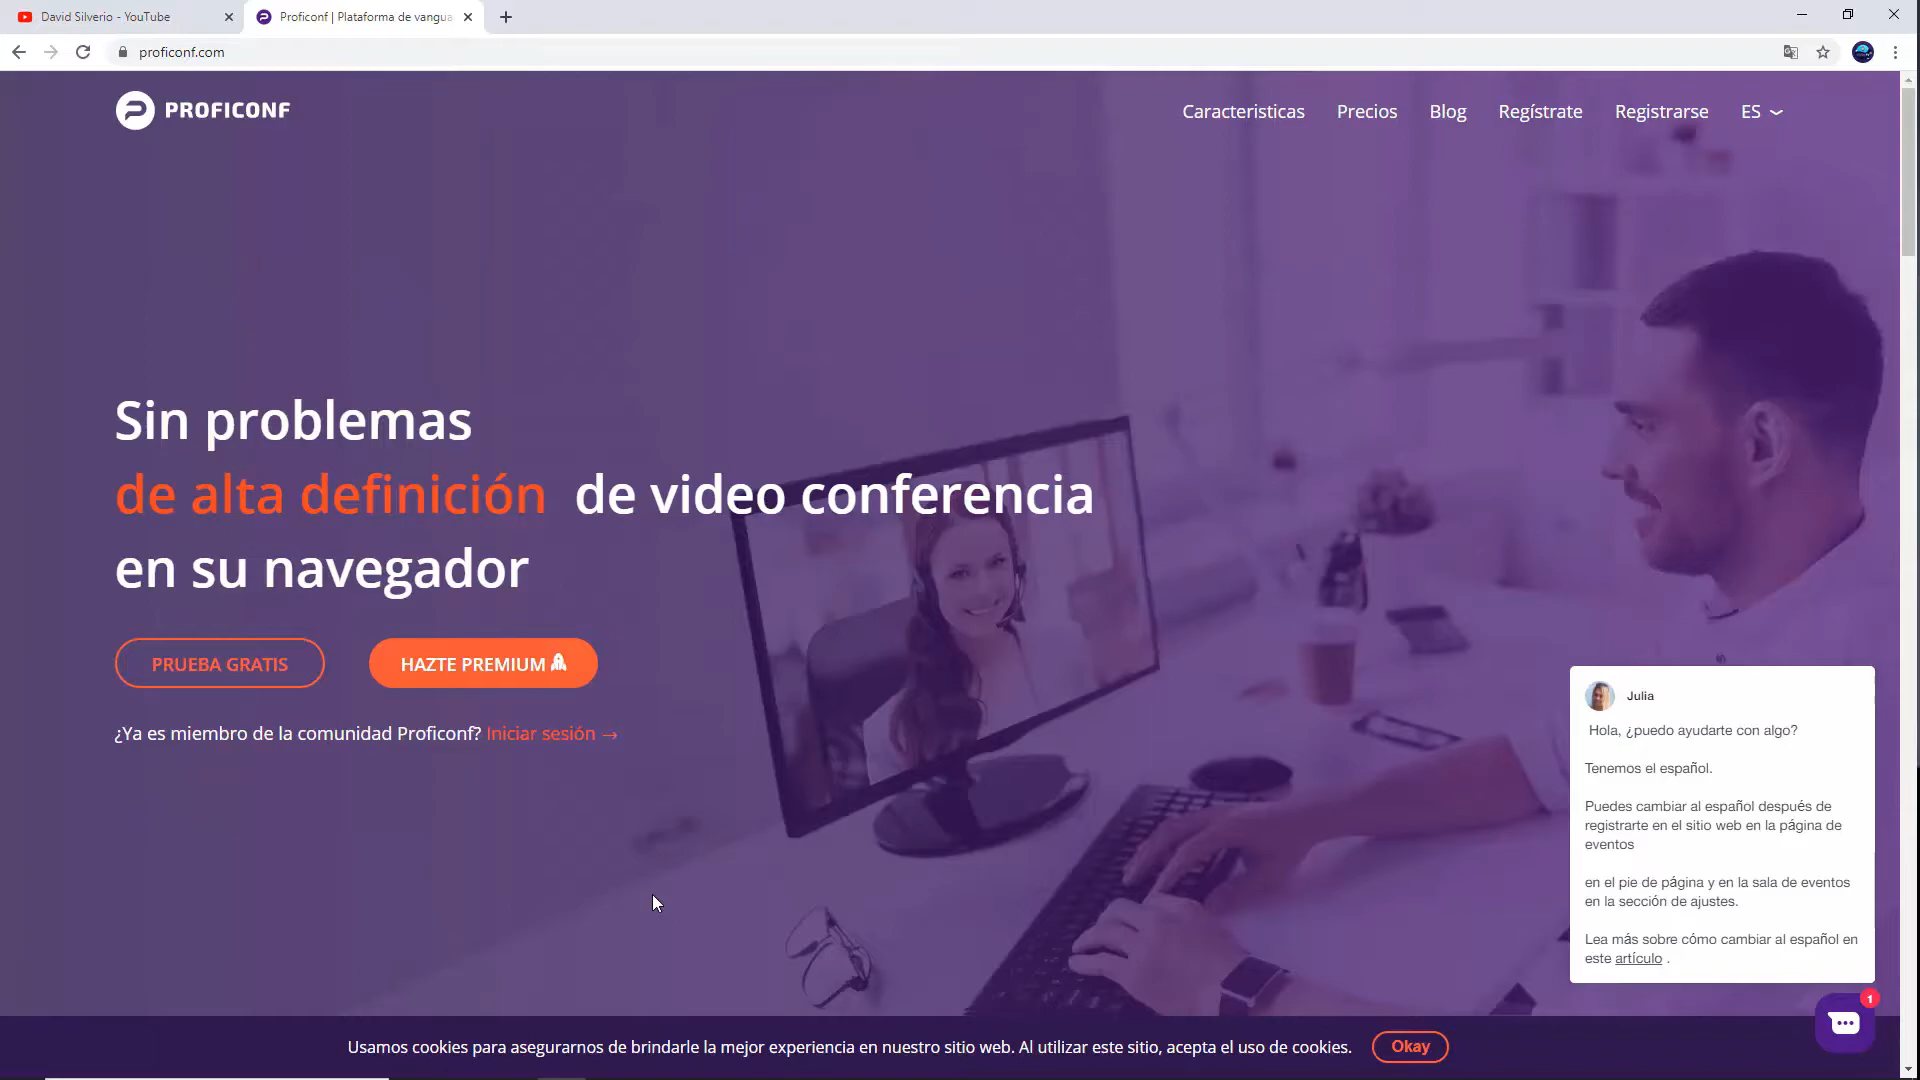 David Silverio - YouTube
Proficonf | Plataforma de vangua
proficonf.com
PROFICONF
Caracteristicas
Precios
Blog
Regístrate
Registrarse
ES
Sin problemas
de alta definición de video conferencia
en su navegador
PRUEBA GRATIS
HAZTE PREMIUM
¿Ya es miembro de la comunidad Proficonf? Iniciar sesión →
Julia
Hola, ¿puedo ayudarte con algo?
Tenemos el español.
Puedes cambiar al español después de
registrarte en el sitio web en la página de
eventos
en el pie de página y en la sala de eventos
en la sección de ajustes.
Lea más sobre cómo cambiar al español en
este artículo .
1
Usamos cookies para asegurarnos de brindarle la mejor experiencia en nuestro sitio web. Al utilizar este sitio, acepta el uso de cookies.
Okay